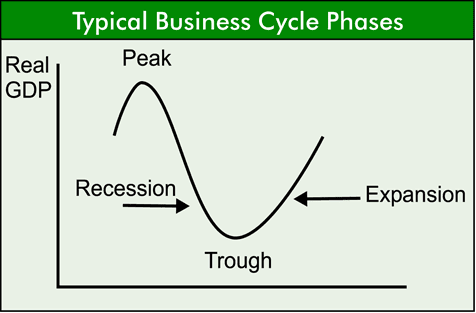 Typical Business Cycle Phases
Peak
Real
GDP
Recession
Expansion
Trough